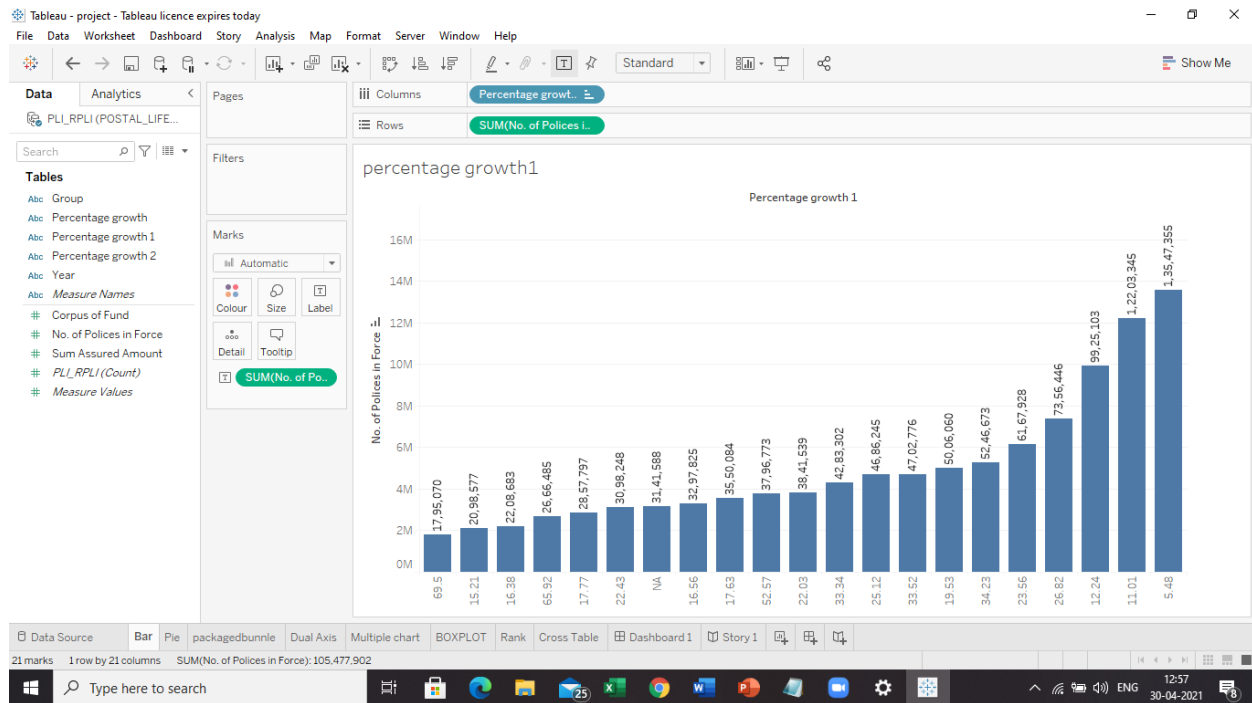 Tableau - project - Tableau licence expires today
File Data Worksheet Dashboard Story Analysis Map Format Server Window Help
Standard
Show Me
Data Analytics
PLI_RPLI (POSTAL_LIFE...
Search
Tables
Abc Group
Abc Percentage growth
Abc Percentage growth 1
Abc Percentage growth 2
Abc Year
Abc Measure Names
# Corpus of Fund
# No. of Polices in Force
# Sum Assured Amount
# PLI_RPLI (Count)
# Measure Values
Pages
Filters
Marks
Automatic
Colour Size Label
Detail Tooltip
SUM(No. of Po..
Columns Percentage growt..
Rows SUM(No. of Polices i..
percentage growth1
Percentage growth 1
No. of Polices in Force
16M
14M
12M
10M
8M
6M
4M
2M
0M
17,95,070
20,98,577
22,08,683
26,66,485
28,57,797
30,98,248
31,41,588
32,97,825
35,50,084
37,96,773
38,41,539
42,83,302
46,86,245
47,02,776
50,06,060
52,46,673
61,67,928
73,56,446
99,25,103
1,22,03,345
1,35,47,355
69.5
15.21
16.38
65.92
17.77
22.43
NA
16.56
17.63
52.57
22.03
33.34
25.12
33.52
19.53
34.23
23.56
26.82
12.24
11.01
5.48
Data Source Bar Pie packagedbunnle Dual Axis Multiple chart BOXPLOT Rank Cross Table Dashboard 1 Story 1
21 marks 1 row by 21 columns SUM(No. of Polices in Force): 105,477,902
Type here to search
25
ENG
12:57
30-04-2021
8